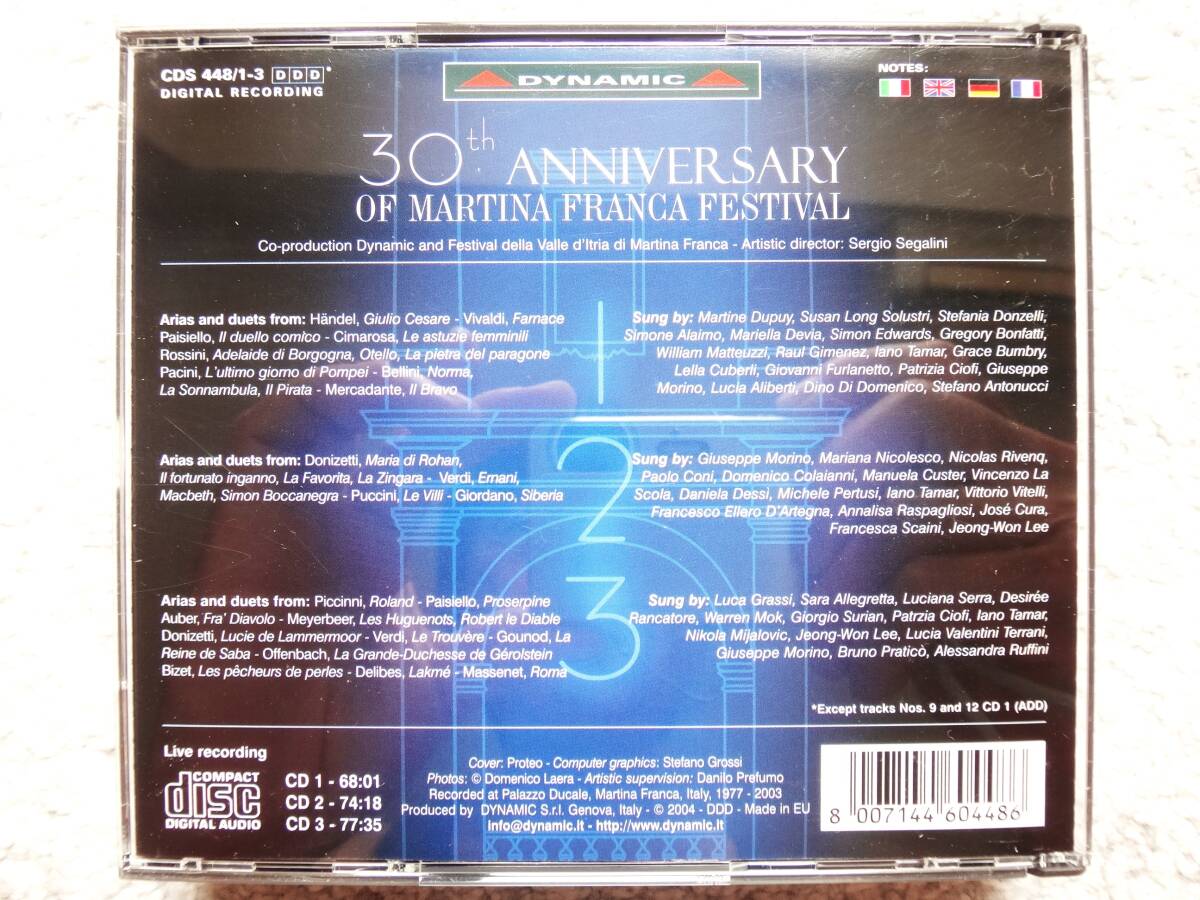 CDS 448/1-3 DDD*
DIGITAL RECORDING
DYNAMIC
NOTES:
30th ANNIVERSARY
OF MARTINA FRANCA FESTIVAL
Co-production Dynamic and Festival della Valle d'Itria di Martina Franca - Artistic director: Sergio Segalini
1
Arias and duets from: Händel, Giulio Cesare - Vivaldi, Farnace
Paisiello, Il duello comico - Cimarosa, Le astuzie femminili
Rossini, Adelaide di Borgogna, Otello, La pietra del paragone
Pacini, L'ultimo giorno di Pompei - Bellini, Norma,
La Sonnambula, Il Pirata - Mercadante, Il Bravo
Sung by: Martine Dupuy, Susan Long Solustri, Stefania Donzelli,
Simone Alaimo, Mariella Devia, Simon Edwards, Gregory Bonfatti,
William Matteuzzi, Raul Gimenez, Iano Tamar, Grace Bumbry,
Lella Cuberli, Giovanni Furlanetto, Patrizia Ciofi, Giuseppe
Morino, Lucia Aliberti, Dino Di Domenico, Stefano Antonucci
2
Arias and duets from: Donizetti, Maria di Rohan,
Il fortunato inganno, La Favorita, La Zingara - Verdi, Ernani,
Macbeth, Simon Boccanegra - Puccini, Le Villi - Giordano, Siberia
Sung by: Giuseppe Morino, Mariana Nicolesco, Nicolas Rivenq,
Paolo Coni, Domenico Colaianni, Manuela Custer, Vincenzo La
Scola, Daniela Dessì, Michele Pertusi, Iano Tamar, Vittorio Vitelli,
Francesco Ellero D'Artegna, Annalisa Raspagliosi, José Cura,
Francesca Scaini, Jeong-Won Lee
3
Arias and duets from: Piccinni, Roland - Paisiello, Proserpine
Auber, Fra' Diavolo - Meyerbeer, Les Huguenots, Robert le Diable
Donizetti, Lucie de Lammermoor - Verdi, Le Trouvère - Gounod, La
Reine de Saba - Offenbach, La Grande-Duchesse de Gérolstein
Bizet, Les pêcheurs de perles - Delibes, Lakmé - Massenet, Roma
Sung by: Luca Grassi, Sara Allegretta, Luciana Serra, Desirée
Rancatore, Warren Mok, Giorgio Surian, Patrzia Ciofi, Iano Tamar,
Nikola Mijalovic, Jeong-Won Lee, Lucia Valentini Terrani,
Giuseppe Morino, Bruno Praticò, Alessandra Ruffini
*Except tracks Nos. 9 and 12 CD 1 (ADD)
Live recording
COMPACT
disc
DIGITAL AUDIO
CD 1 - 68:01
CD 2 - 74:18
CD 3 - 77:35
Cover: Proteo - Computer graphics: Stefano Grossi
Photos: © Domenico Laera - Artistic supervision: Danilo Prefumo
Recorded at Palazzo Ducale, Martina Franca, Italy, 1977 - 2003
Produced by DYNAMIC S.r.l. Genova, Italy - © 2004 - DDD - Made in EU
info@dynamic.it - http://www.dynamic.it
8 007144 604486